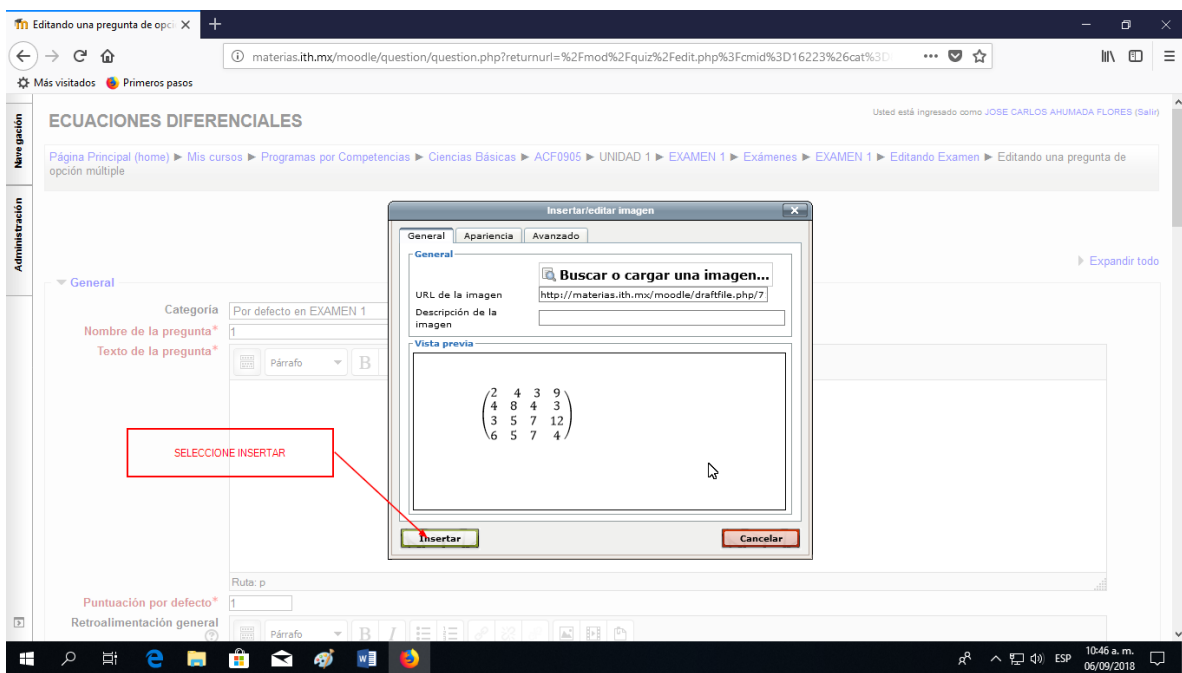 Editando una pregunta de opci
materias.ith.mx/moodle/question/question.php?returnurl=%2Fmod%2Fquiz%2Fedit.php%3Fcmid%3D16223%26cat%3D
Más visitados Primeros pasos
Navegación
Administración
ECUACIONES DIFERENCIALES
Usted está ingresado como JOSE CARLOS AHUMADA FLORES (Salir)
Página Principal (home) ► Mis cursos ► Programas por Competencias ► Ciencias Básicas ► ACF0905 ► UNIDAD 1 ► EXAMEN 1 ► Exámenes ► EXAMEN 1 ► Editando Examen ► Editando una pregunta de
opción múltiple
Expandir todo
General
Categoría Por defecto en EXAMEN 1
Nombre de la pregunta* 1
Texto de la pregunta*
Párrafo B
SELECCIONE INSERTAR
Insertar/editar imagen
General Apariencia Avanzado
General
Buscar o cargar una imagen...
URL de la imagen http://materias.ith.mx/moodle/draftfile.php/7
Descripción de la
imagen
Vista previa
2 4 3 9
4 8 4 3
3 5 7 12
6 5 7 4
Insertar Cancelar
Ruta: p
Puntuación por defecto* 1
Retroalimentación general
Párrafo B I
ESP
10:46 a. m.
06/09/2018